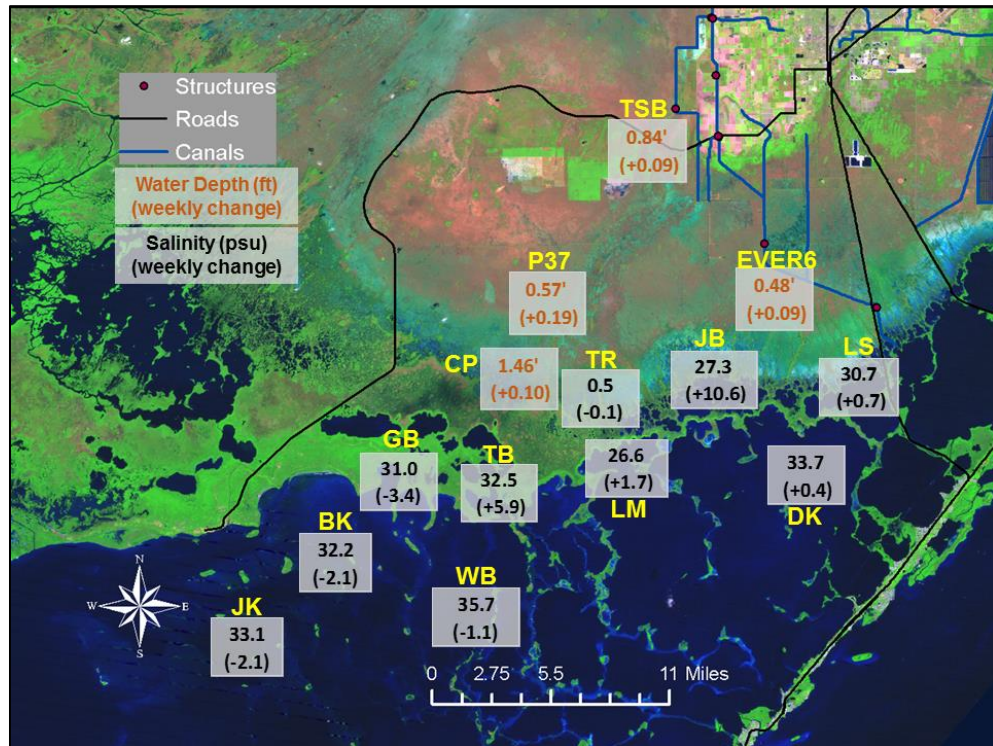 Structures
Roads
Canals
Water Depth (ft)
(weekly change)
Salinity (psu)
(weekly change)
TSB
0.84'
(+0.09)
P37
0.57'
(+0.19)
EVER6
0.48'
(+0.09)
CP
1.46'
(+0.10)
TR
0.5
(-0.1)
JB
27.3
(+10.6)
LS
30.7
(+0.7)
GB
31.0
(-3.4)
TB
32.5
(+5.9)
26.6
(+1.7)
LM
33.7
(+0.4)
DK
BK
32.2
(-2.1)
WB
35.7
(-1.1)
JK
33.1
(-2.1)
N
W E
S
0 2.75 5.5 11 Miles